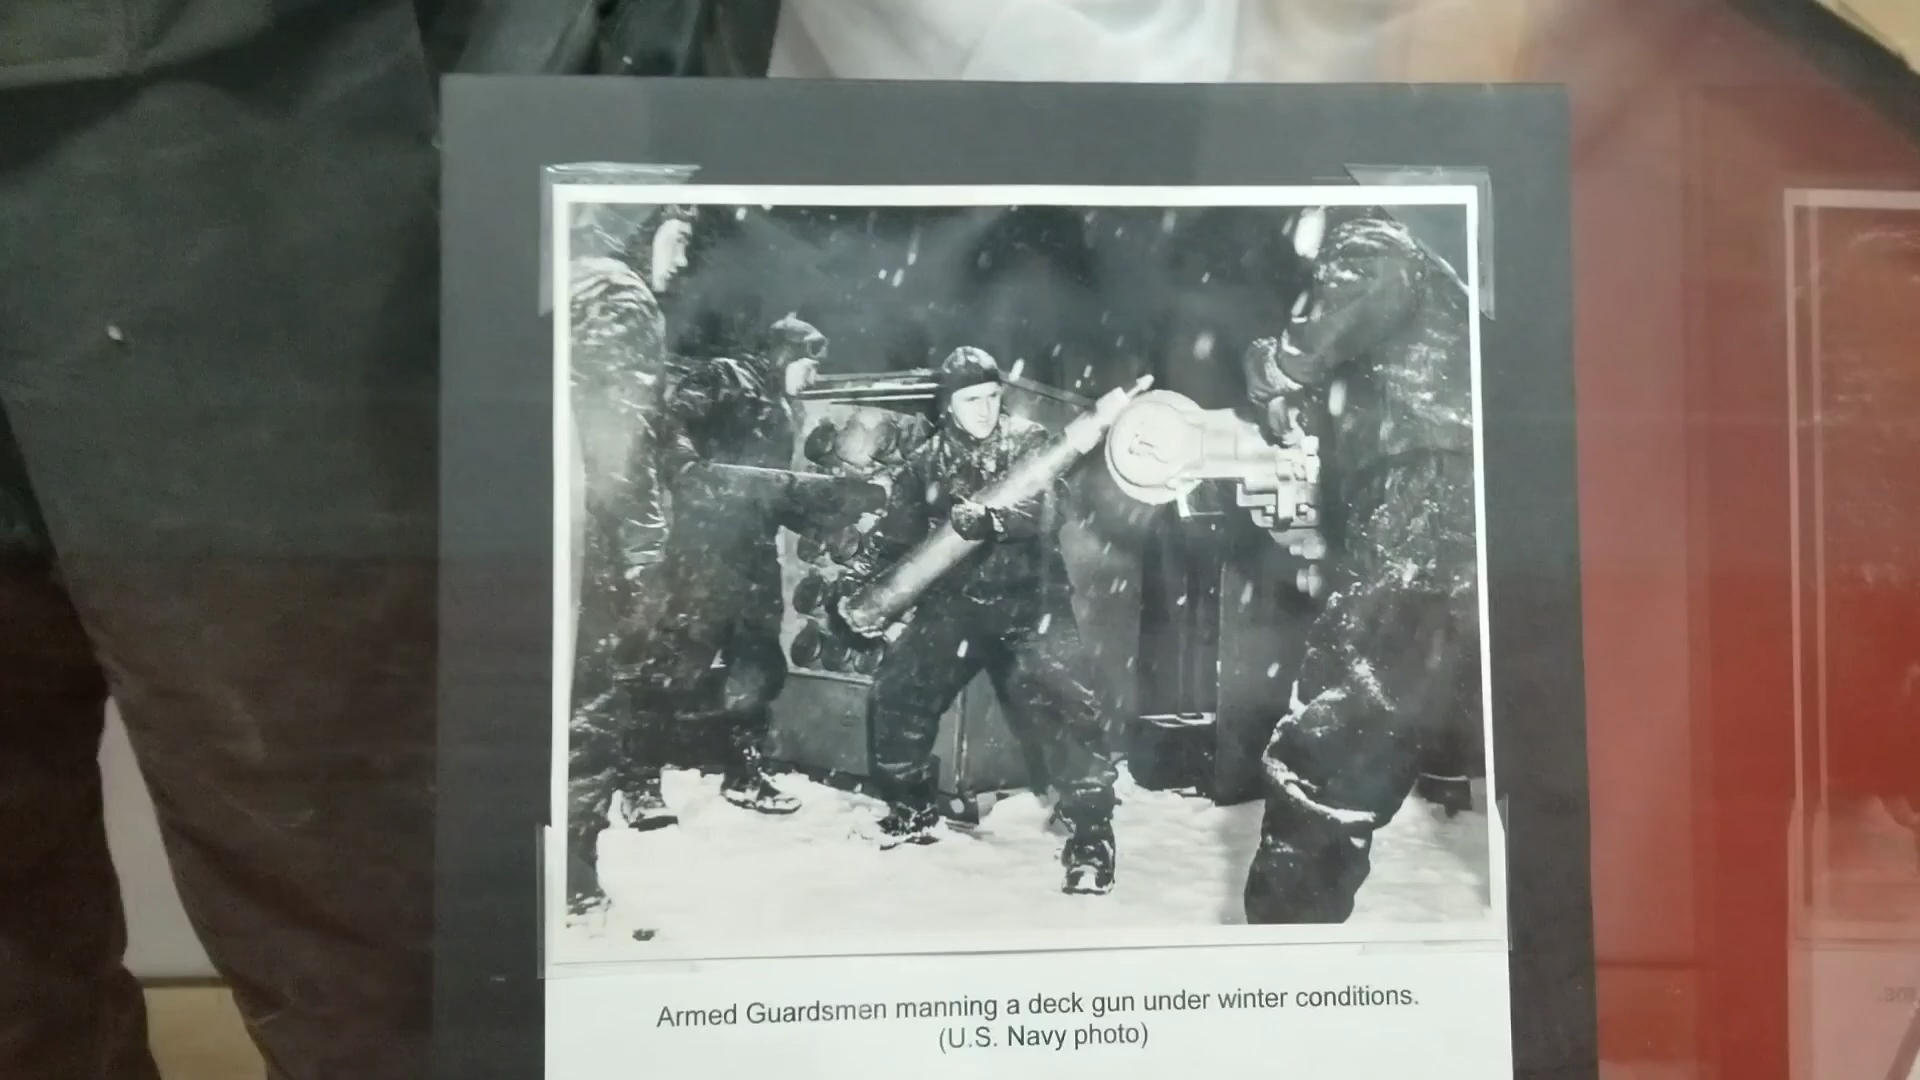 Armed Guardsmen manning a deck gun under winter conditions.
(U.S. Navy photo)